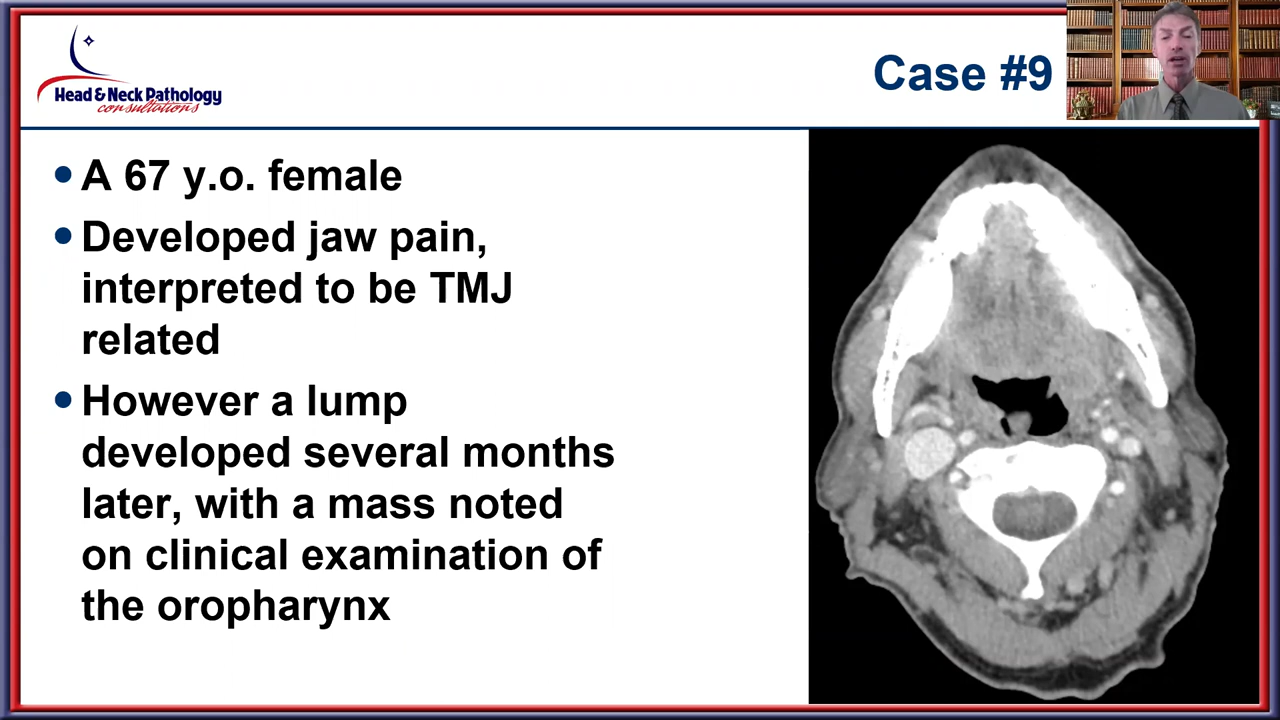 Head & Neck Pathology
consultations
Case #9
• A 67 y.o. female
• Developed jaw pain,
interpreted to be TMJ
related
• However a lump
developed several months
later, with a mass noted
on clinical examination of
the oropharynx